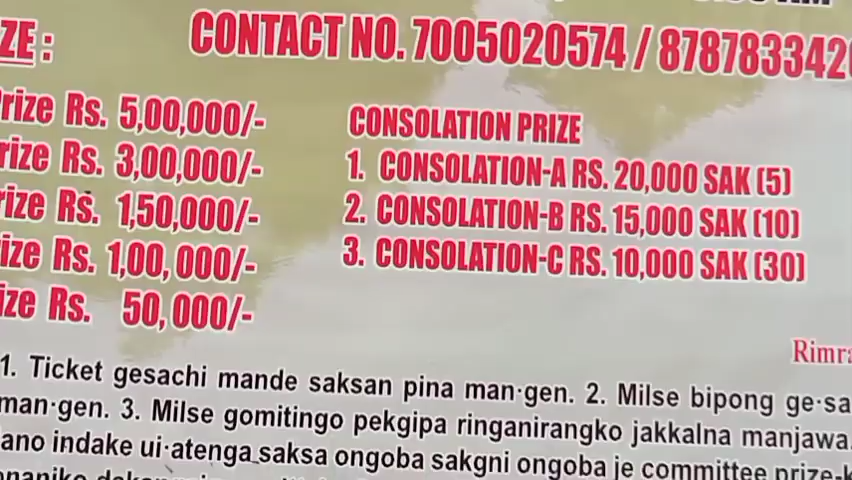 ZE:
CONTACT NO. 7005020574 / 878783342
rize Rs. 5,00,000/-
rize Rs. 3,00,000/-
rize Rs. 1,50,000/-
ize Rs. 1,00, 000/-
ize Rs. 50, 000/-
CONSOLATION PRIZE
1. CONSOLATION-A RS. 20,000 SAK (5)
2. CONSOLATION-B RS. 15,000 SAK (10)
3. CONSOLATION-C RS. 10,000 SAK (30)
Rimra
1. Ticket gesachi mande saksan pina man·gen. 2. Milse bipong ge·sa
man·gen. 3. Milse gomitingo pekgipa ringanirangko jakkalna manjawa.
ano indake ui·atenga saksa ongoba sakgni ongoba je committee prize-k